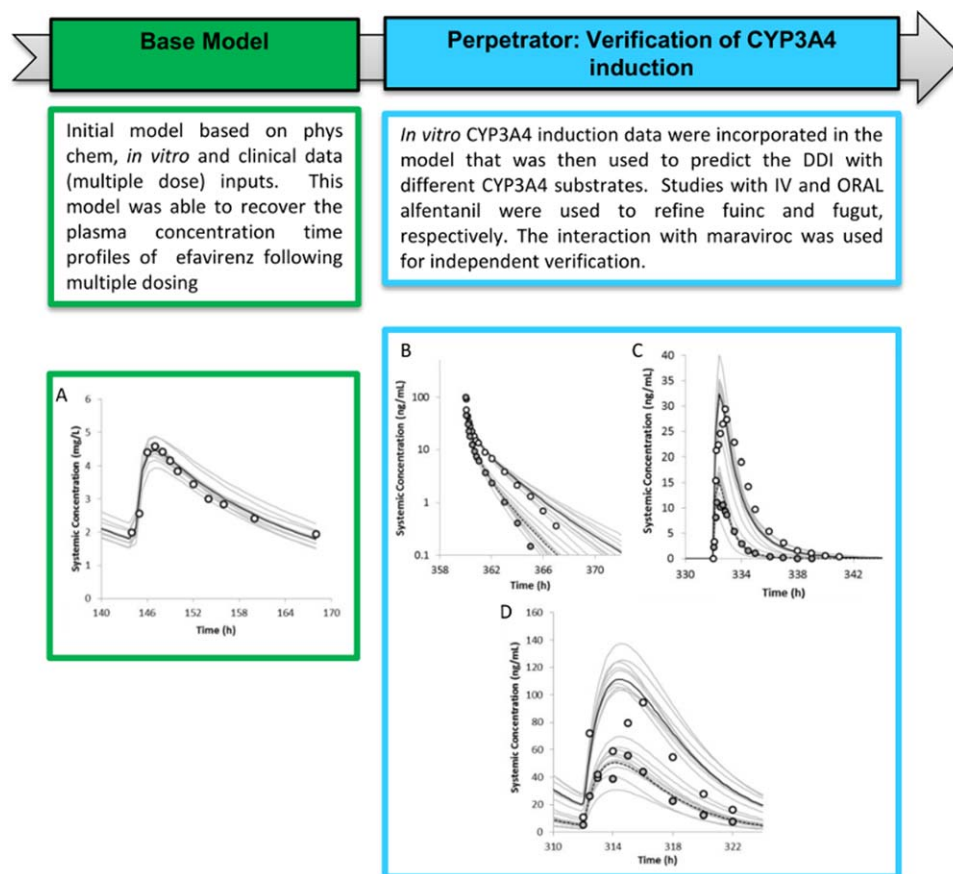 Base Model
Perpetrator: Verification of CYP3A4
induction
Initial model based on phys
chem, in vitro and clinical data
(multiple dose) inputs. This
model was able to recover the
plasma concentration time
profiles of efavirenz following
multiple dosing
In vitro CYP3A4 induction data were incorporated in the
model that was then used to predict the DDI with
different CYP3A4 substrates. Studies with IV and ORAL
alfentanil were used to refine fuinc and fugut,
respectively. The interaction with maraviroc was used
for independent verification.
A
Systemic Concentration (mg/L)
6
5
4
3
2
1
0
140 146 152 158 164 170
Time (h)
B
Systemic Concentration (ng/mL)
100
10
1
0.1
358 362 367 372
Time (h)
C
Systemic Concentration (ng/mL)
40
35
30
25
20
15
10
5
0
330 334 338 342
Time (h)
D
Systemic Concentration (ng/mL)
160
140
120
100
80
60
40
20
0
310 314 318 322
Time (h)